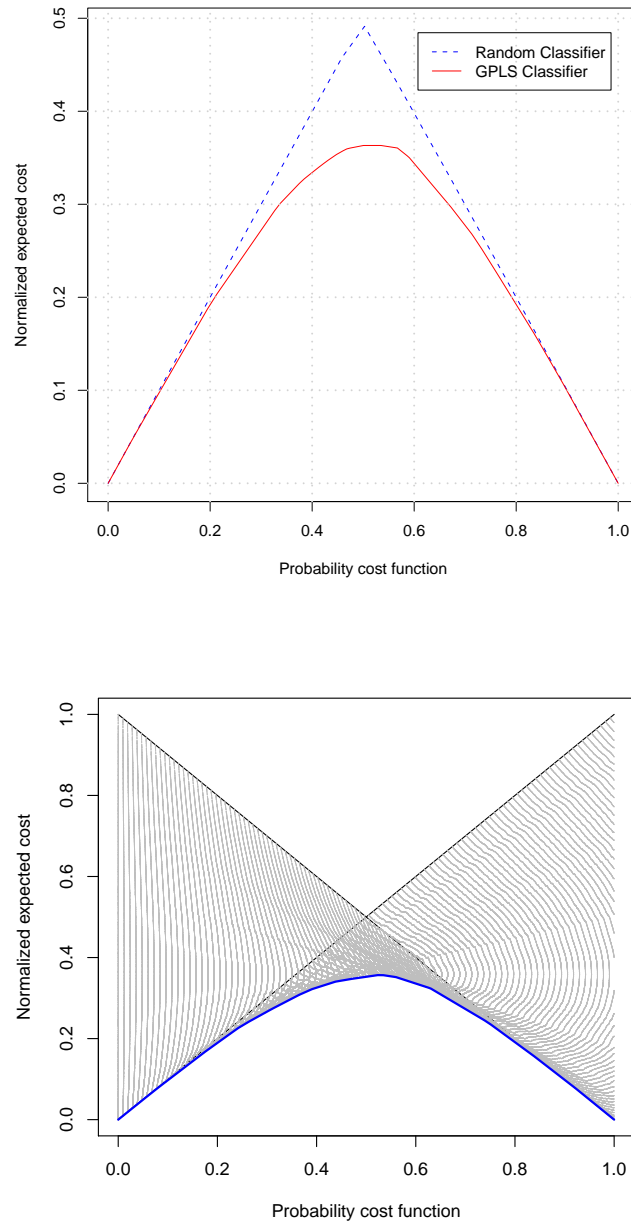 0.5
0.4
0.3
0.2
0.1
0.0
Normalized expected cost
Random Classifier
GPLS Classifier
0.0 0.2 0.4 0.6 0.8 1.0
Probability cost function
1.0
0.8
0.6
0.4
0.2
0.0
Normalized expected cost
0.0 0.2 0.4 0.6 0.8 1.0
Probability cost function